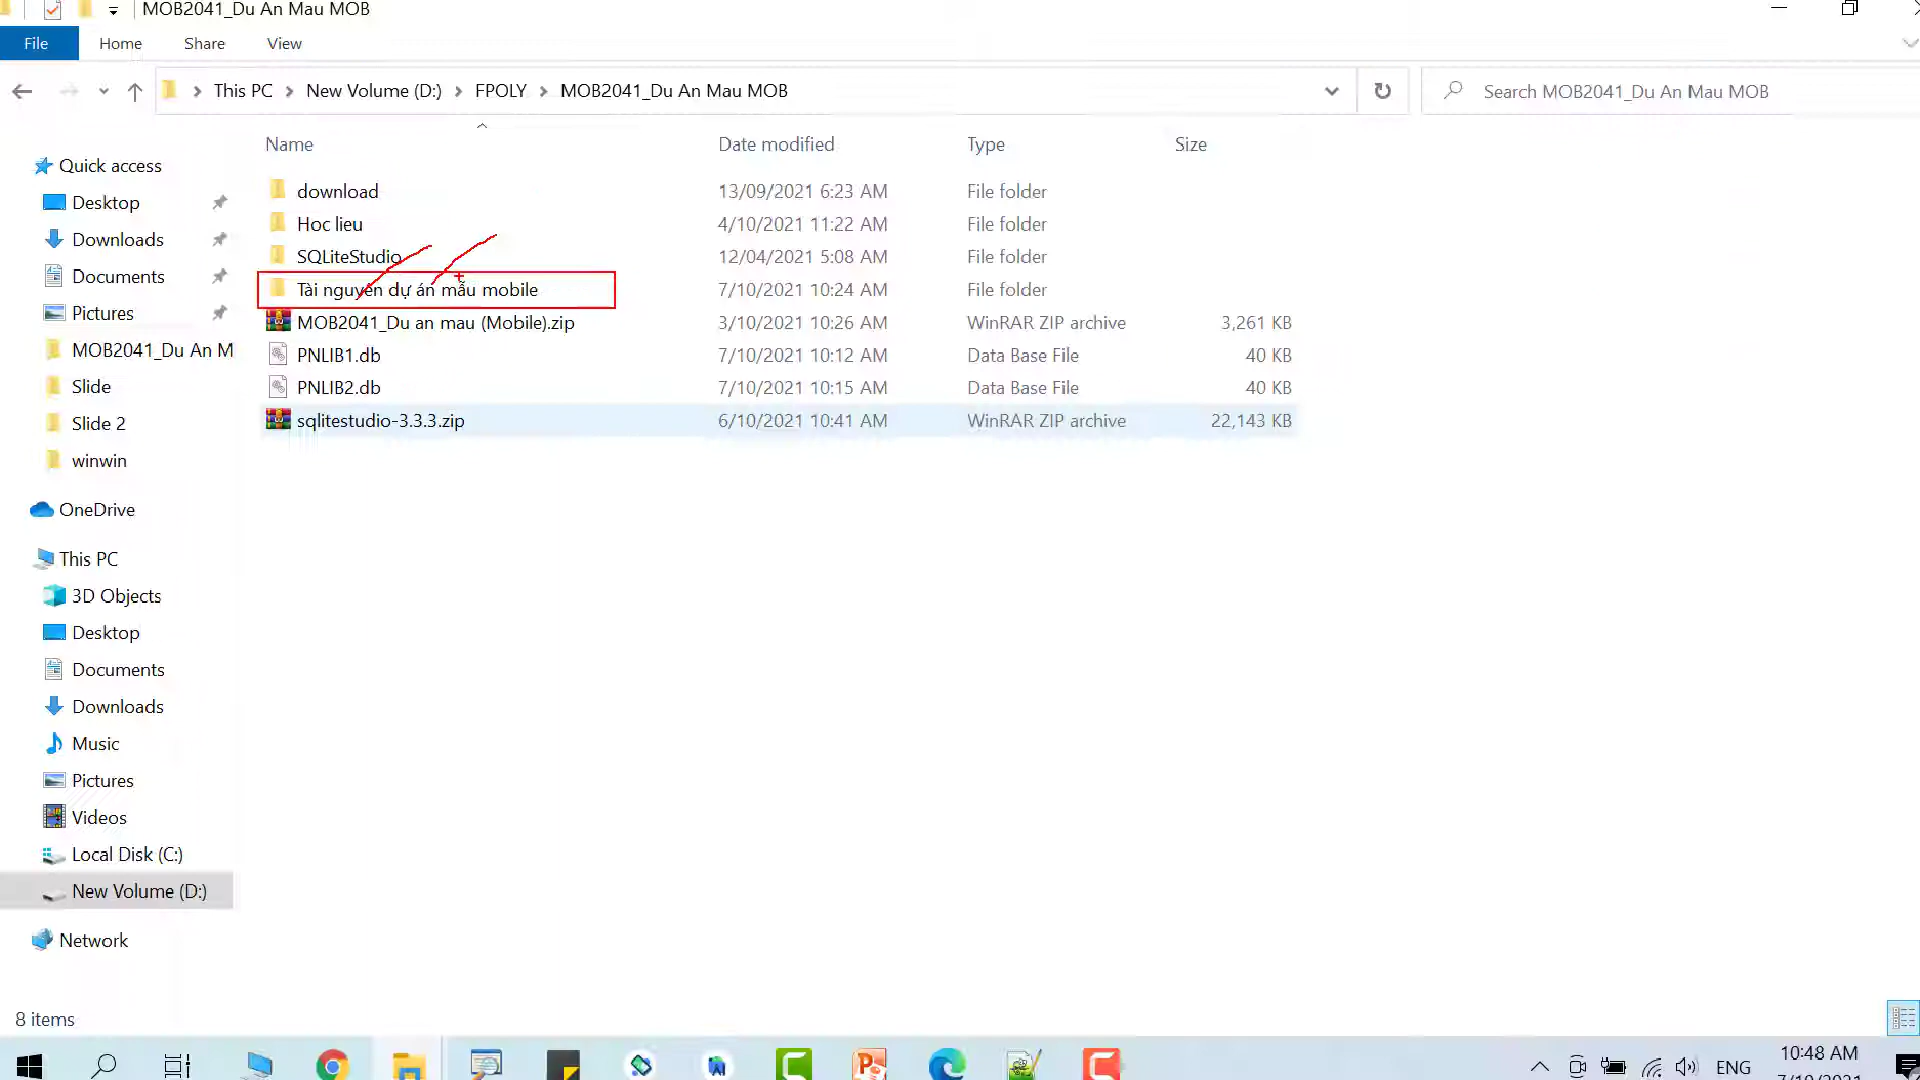 MOB2041_Du An Mau MOB
File Home Share View
This PC New Volume (D:) FPOLY MOB2041_Du An Mau MOB Search MOB2041_Du An Mau MOB
Name Date modified Type Size
Quick access
Desktop
Downloads
Documents
Pictures
MOB2041_Du An M
Slide
Slide 2
winwin
OneDrive
This PC
3D Objects
Desktop
Documents
Downloads
Music
Pictures
Videos
Local Disk (C:)
New Volume (D:)
Network
download 13/09/2021 6:23 AM File folder
Hoc lieu 4/10/2021 11:22 AM File folder
SQLiteStudio 12/04/2021 5:08 AM File folder
Tài nguyên dự án mẫu mobile 7/10/2021 10:24 AM File folder
MOB2041_Du an mau (Mobile).zip 3/10/2021 10:26 AM WinRAR ZIP archive 3,261 KB
PNLIB1.db 7/10/2021 10:12 AM Data Base File 40 KB
PNLIB2.db 7/10/2021 10:15 AM Data Base File 40 KB
sqlitestudio-3.3.3.zip 6/10/2021 10:41 AM WinRAR ZIP archive 22,143 KB
8 items
ENG
10:48 AM